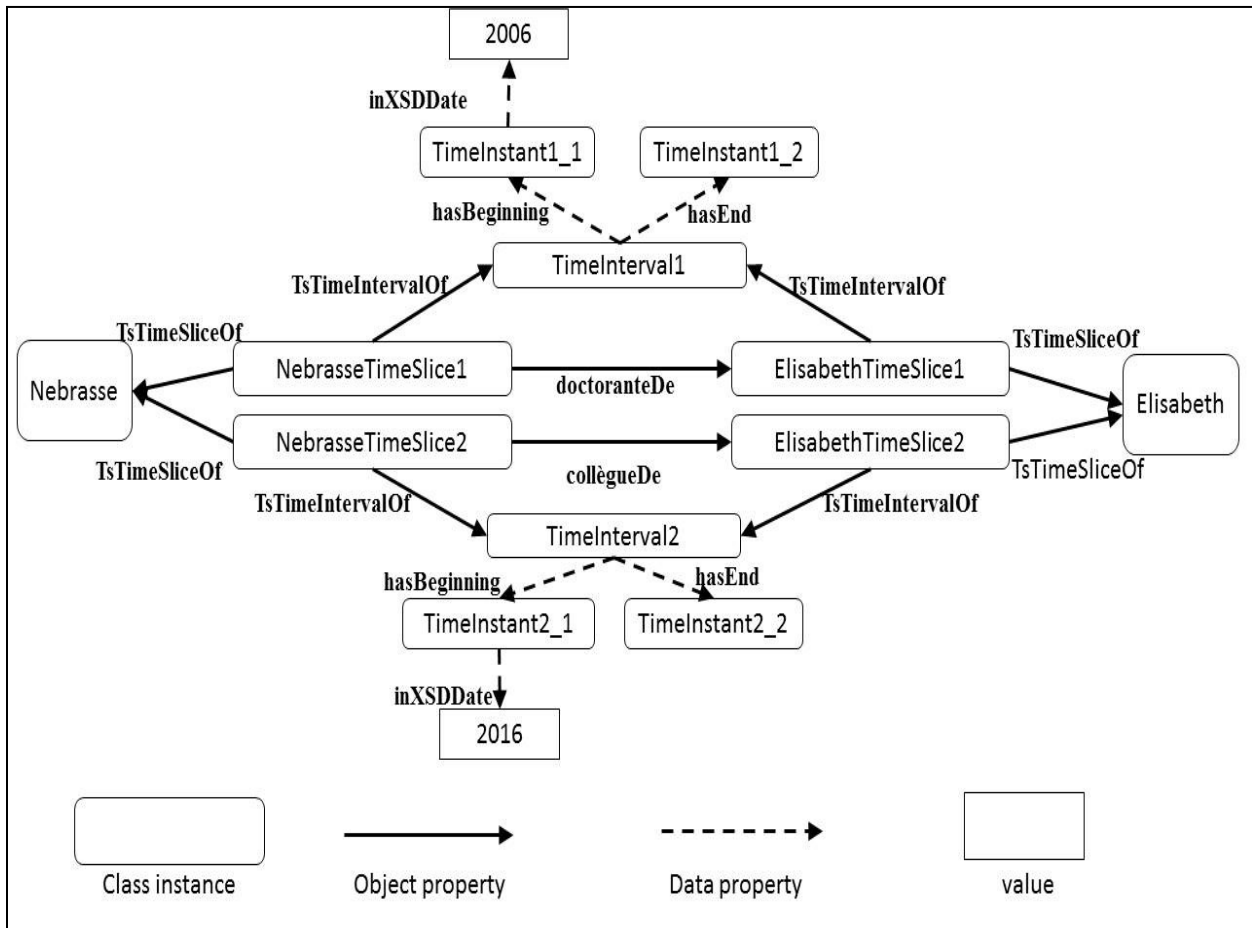 2006
inXSDDate
TimeInstant1_1
TimeInstant1_2
hasBeginning
hasEnd
TimeInterval1
TsTimeIntervalOf
TsTimeIntervalOf
TsTimeSliceOf
TsTimeSliceOf
Nebrasse
NebrasseTimeSlice1
doctoranteDe
ElisabethTimeSlice1
Elisabeth
NebrasseTimeSlice2
collègueDe
ElisabethTimeSlice2
TsTimeSliceOf
TsTimeSliceOf
TsTimeIntervalOf
TsTimeIntervalOf
TimeInterval2
hasBeginning
hasEnd
TimeInstant2_1
TimeInstant2_2
inXSDDate
2016
Class instance
Object property
Data property
value